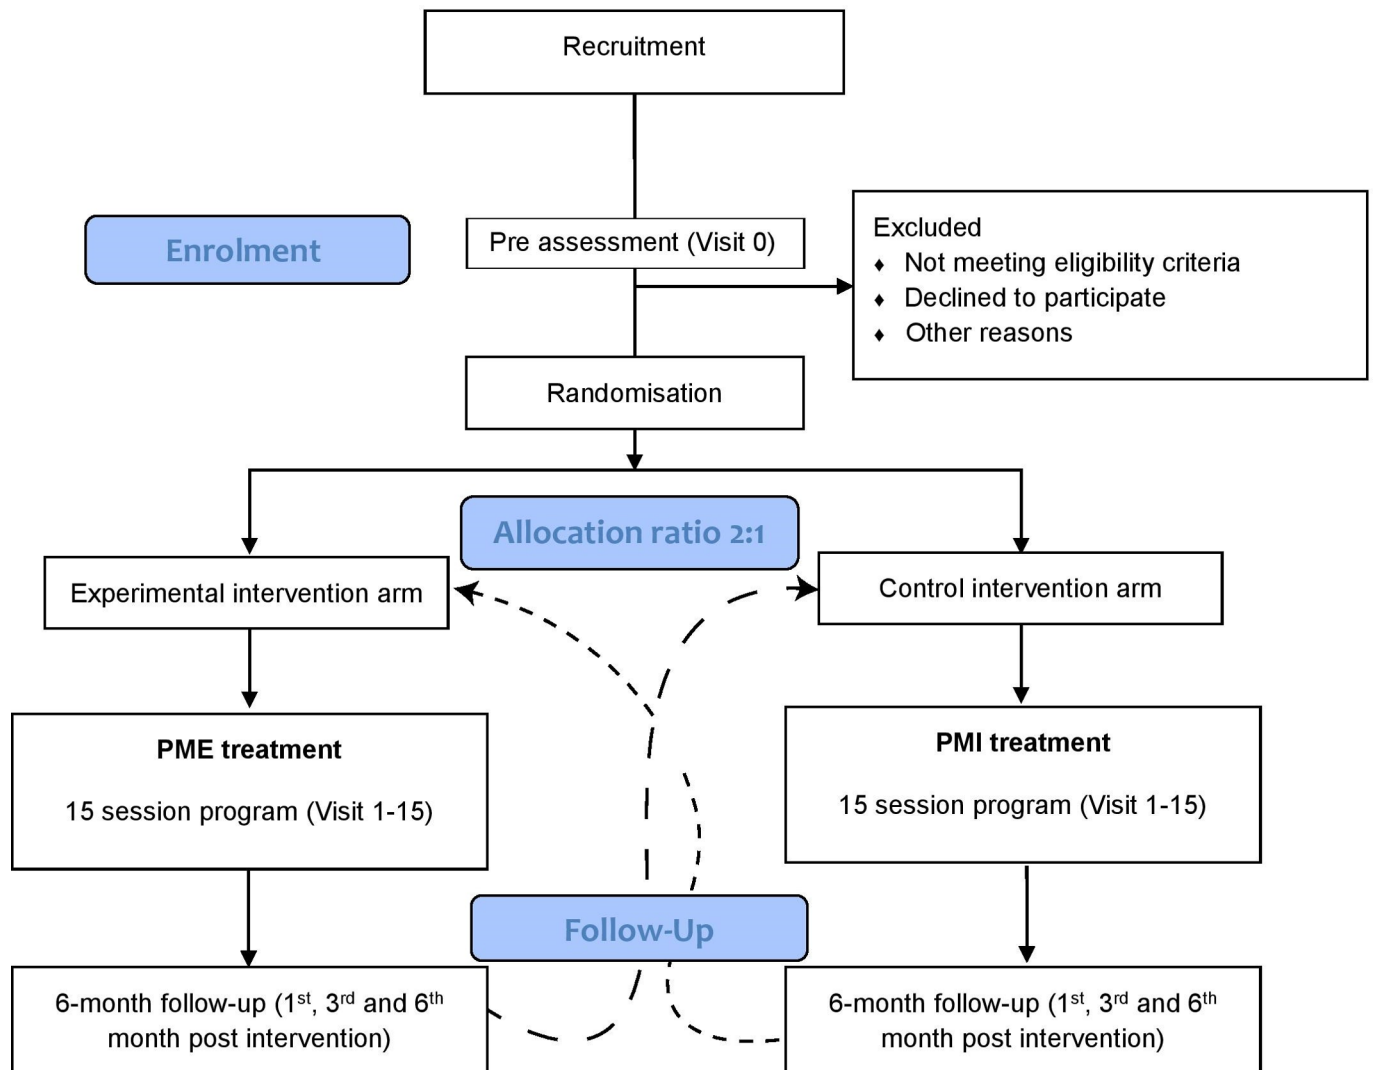 Recruitment
Enrolment
Pre assessment (Visit 0)
Excluded
♦ Not meeting eligibility criteria
♦ Declined to participate
♦ Other reasons
Randomisation
Allocation ratio 2:1
Experimental intervention arm
Control intervention arm
PME treatment
15 session program (Visit 1-15)
PMI treatment
15 session program (Visit 1-15)
Follow-Up
6-month follow-up (1st, 3rd and 6th
month post intervention)
6-month follow-up (1st, 3rd and 6th
month post intervention)